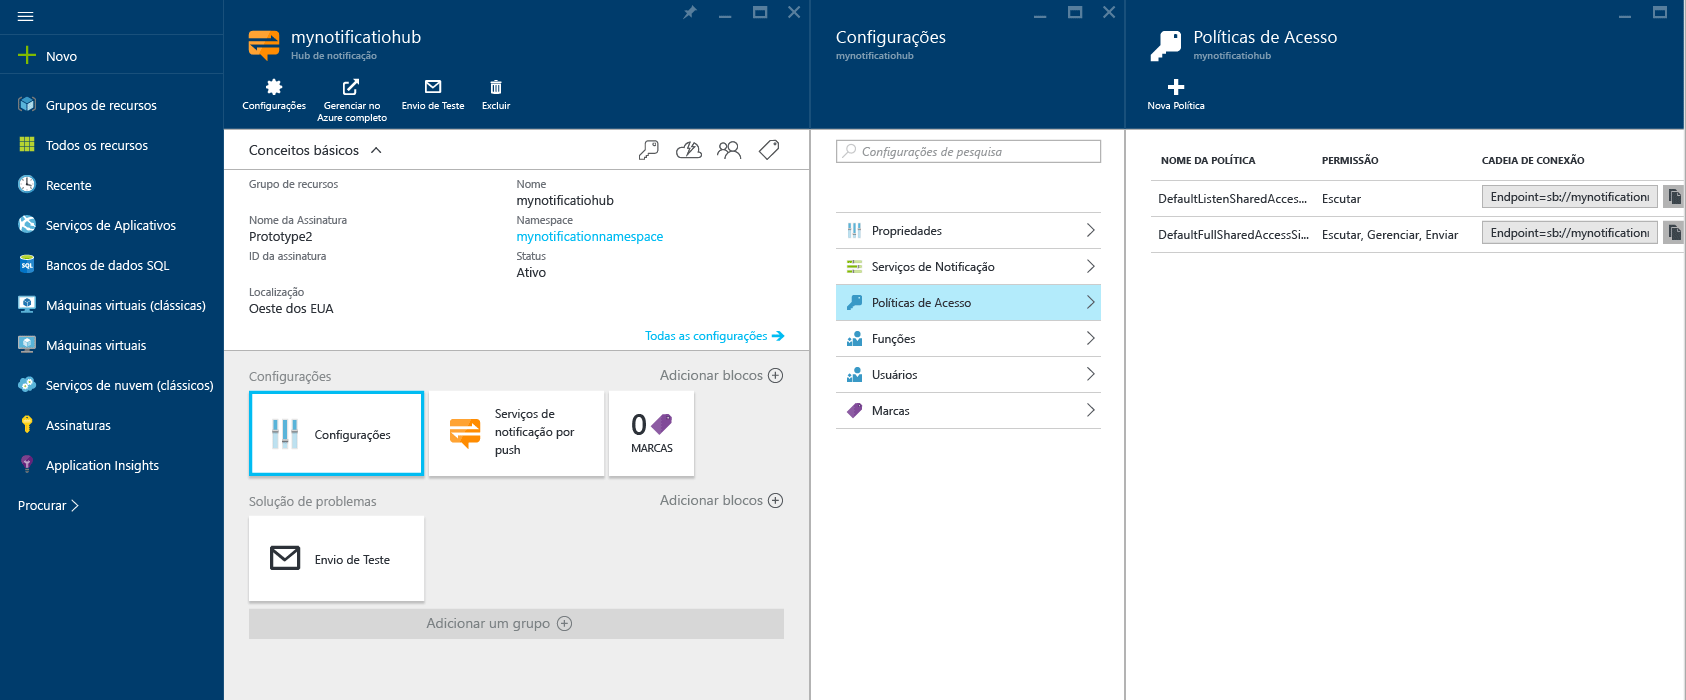 Novo
Grupos de recursos
Todos os recursos
Recente
Serviços de Aplicativos
Bancos de dados SQL
Máquinas virtuais (clássicas)
Máquinas virtuais
Serviços de nuvem (clássicos)
Assinaturas
Application Insights
Procurar
mynotificatiohub
Hub de notificação
Configurações
Gerenciar no
Azure completo
Envio de Teste
Excluir
Conceitos básicos
Grupo de recursos
Nome da Assinatura
Prototype2
ID da assinatura
Localização
Oeste dos EUA
Nome
mynotificatiohub
Namespace
mynotificationnamespace
Status
Ativo
Todas as configurações
Configurações
Adicionar blocos
Configurações
Serviços de
notificação por
push
0
MARCAS
Solução de problemas
Adicionar blocos
Envio de Teste
Adicionar um grupo
Configurações
mynotificatiohub
Configurações de pesquisa
Propriedades
Serviços de Notificação
Políticas de Acesso
Funções
Usuários
Marcas
Políticas de Acesso
mynotificatiohub
Nova Política
NOME DA POLÍTICA PERMISSÃO CADEIA DE CONEXÃO
DefaultListenSharedAcces... Escutar Endpoint=sb://mynotification
DefaultFullSharedAccessSi... Escutar, Gerenciar, Enviar Endpoint=sb://mynotification
SQL